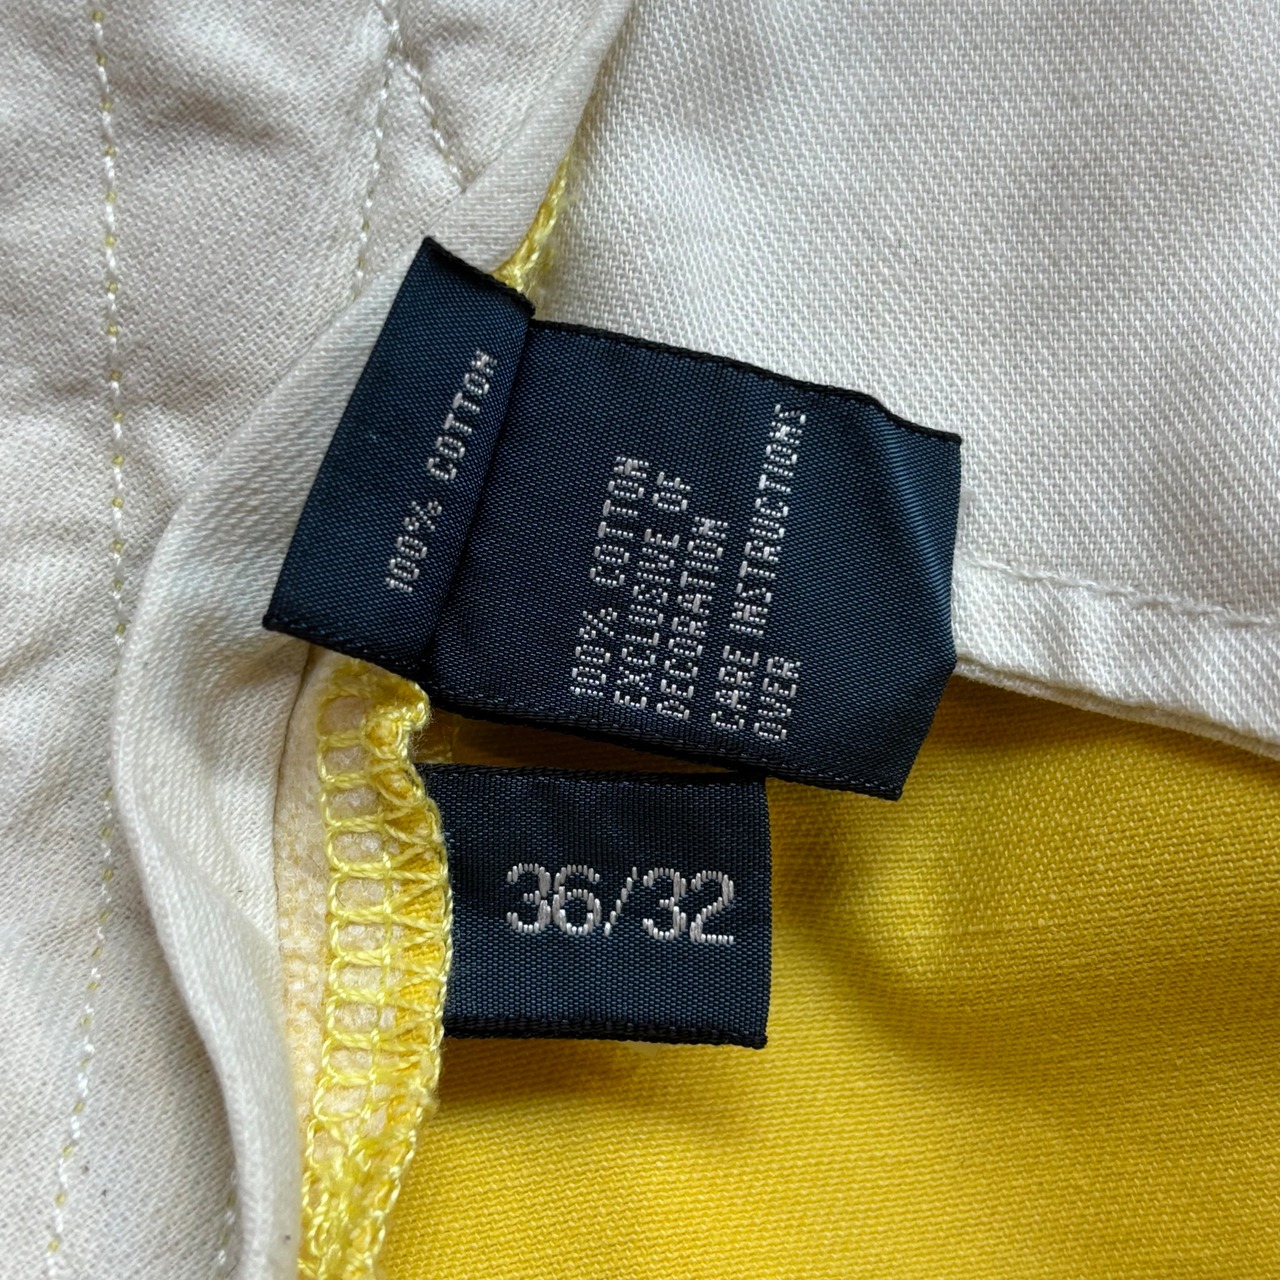 100% COTTON
100% COTTON
EXCLUSIVE OF
DECORATION
CARE INSTRUCTIONS
OVER
36/32